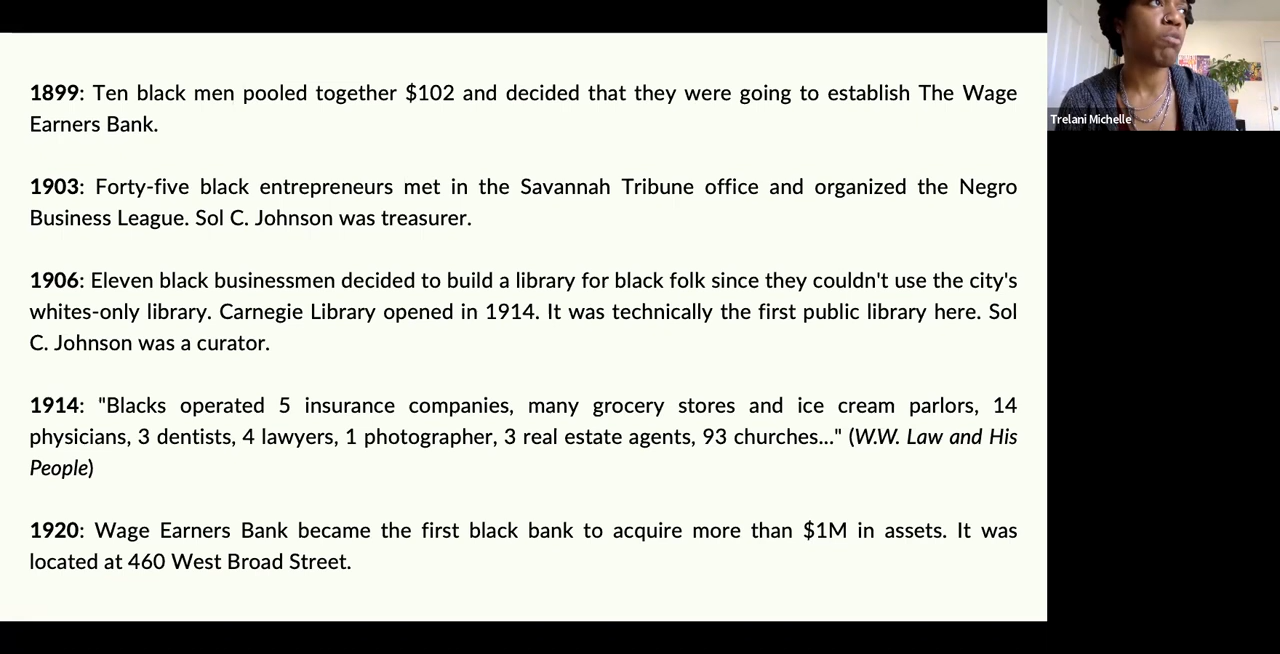 1899: Ten black men pooled together $102 and decided that they were going to establish The Wage
Earners Bank.
1903: Forty-five black entrepreneurs met in the Savannah Tribune office and organized the Negro
Business League. Sol C. Johnson was treasurer.
1906: Eleven black businessmen decided to build a library for black folk since they couldn't use the city's
whites-only library. Carnegie Library opened in 1914. It was technically the first public library here. Sol
C. Johnson was a curator.
1914: "Blacks operated 5 insurance companies, many grocery stores and ice cream parlors, 14
physicians, 3 dentists, 4 lawyers, 1 photographer, 3 real estate agents, 93 churches..." (W.W. Law and His
People)
1920: Wage Earners Bank became the first black bank to acquire more than $1M in assets. It was
located at 460 West Broad Street.
Trelani Michelle